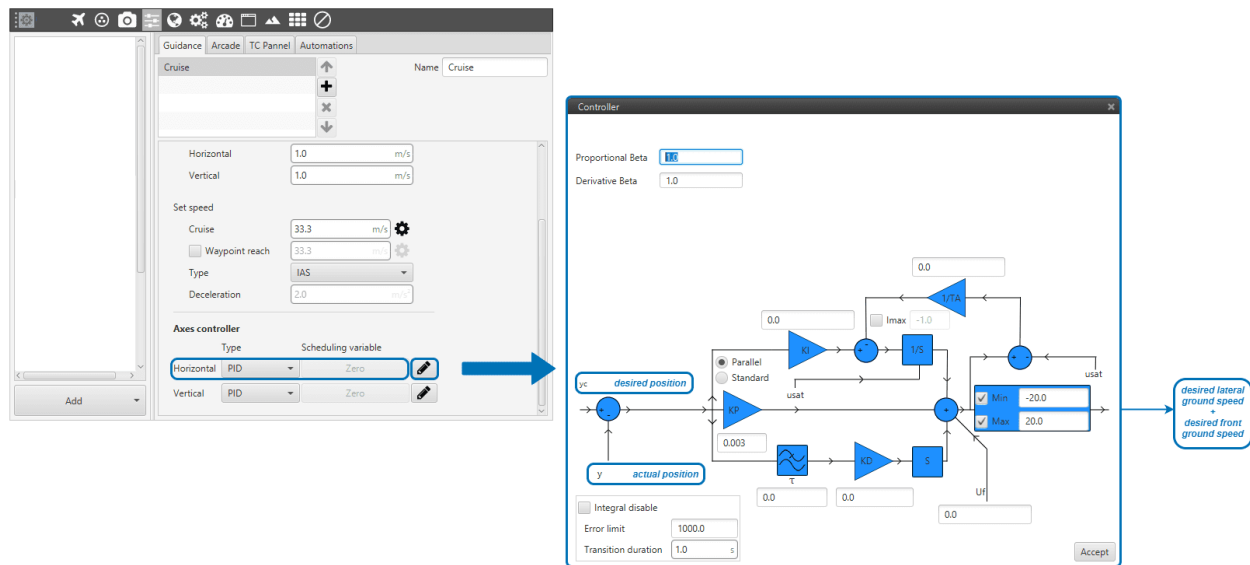 Guidance Arcade TC Pannel Automations
Cruise
Name Cruise
Horizontal 1.0 m/s
Vertical 1.0 m/s
Set speed
Cruise 33.3 m/s
Waypoint reach 33.3 m/s
Type IAS
Deceleration 2.0 m/s²
Axes controller
Type Scheduling variable
Horizontal PID Zero
Vertical PID Zero
Add
Controller
Proportional Beta 1.0
Derivative Beta 1.0
0.0
1/TA
0.0
Imax -1.0
KI
1/S
Parallel
Standard
usat
usat
yc desired position
KP
0.003
Min -20.0
Max 20.0
desired lateral
ground speed
+
desired front
ground speed
y actual position
τ
KD
S
0.0
0.0
Uf
0.0
Integral disable
Error limit 1000.0
Transition duration 1.0 s
Accept